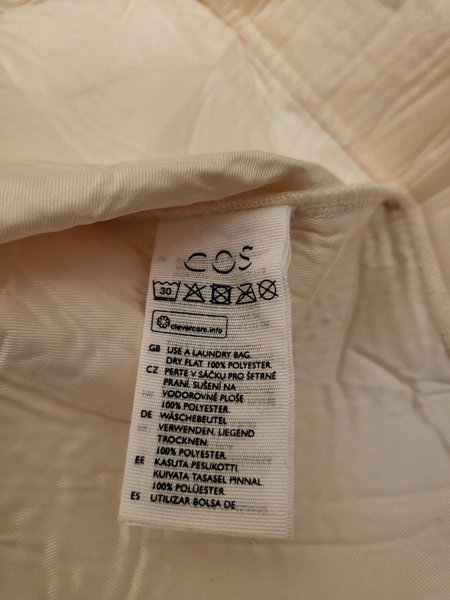 COS
30
clevercare.info
GB USE A LAUNDRY BAG.
DRY FLAT. 100% POLYESTER.
CZ PERTE V SÁČKU PRO ŠETRNÉ
PRANÍ. SUŠENÍ NA
VODOROVNÉ PLOŠE
100% POLYESTER.
DE WÄSCHEBEUTEL
VERWENDEN. LIEGEND
TROCKNEN.
100% POLYESTER.
EE KASUTA PESUKOTTI
KUIVATA TASASEL PINNAL
100% POLÜESTER.
ES UTILIZAR BOLSA DE